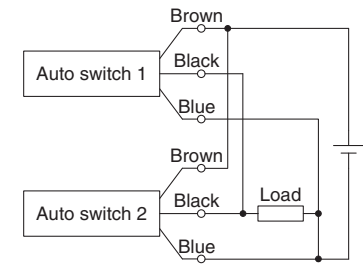 Brown
Auto switch 1
Black
Blue
Brown
Auto switch 2
Black
Load
Blue